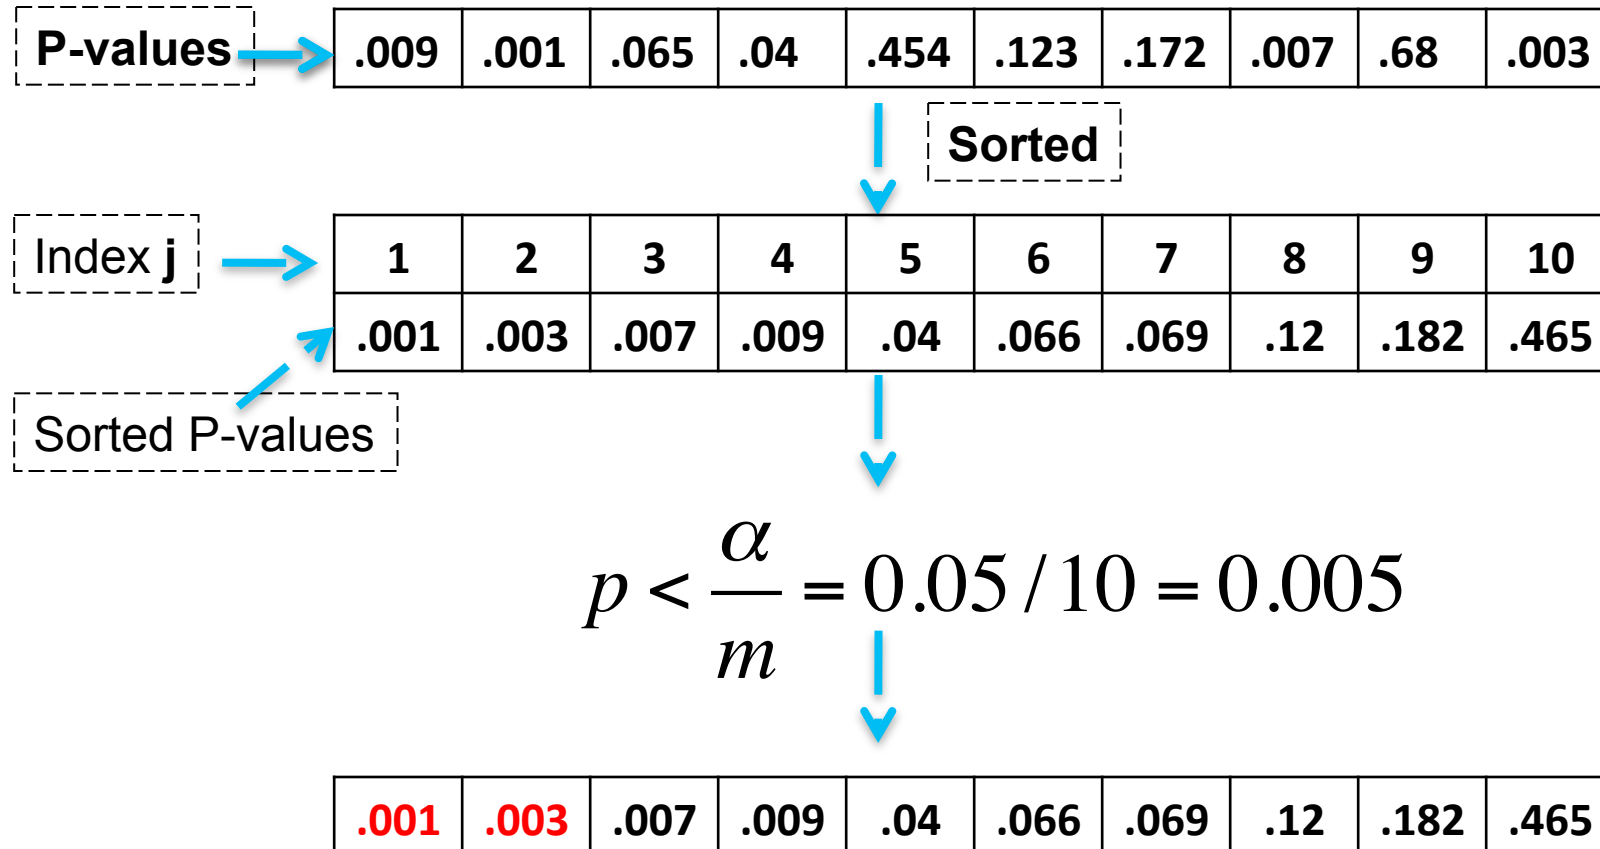 P-values .009 .001 .065 .04 .454 .123 .172 .007 .68 .003
Sorted
Index j 1 2 3 4 5 6 7 8 9 10
.001 .003 .007 .009 .04 .066 .069 .12 .182 .465
Sorted P-values
p < α/m = 0.05 / 10 = 0.005
.001 .003 .007 .009 .04 .066 .069 .12 .182 .465